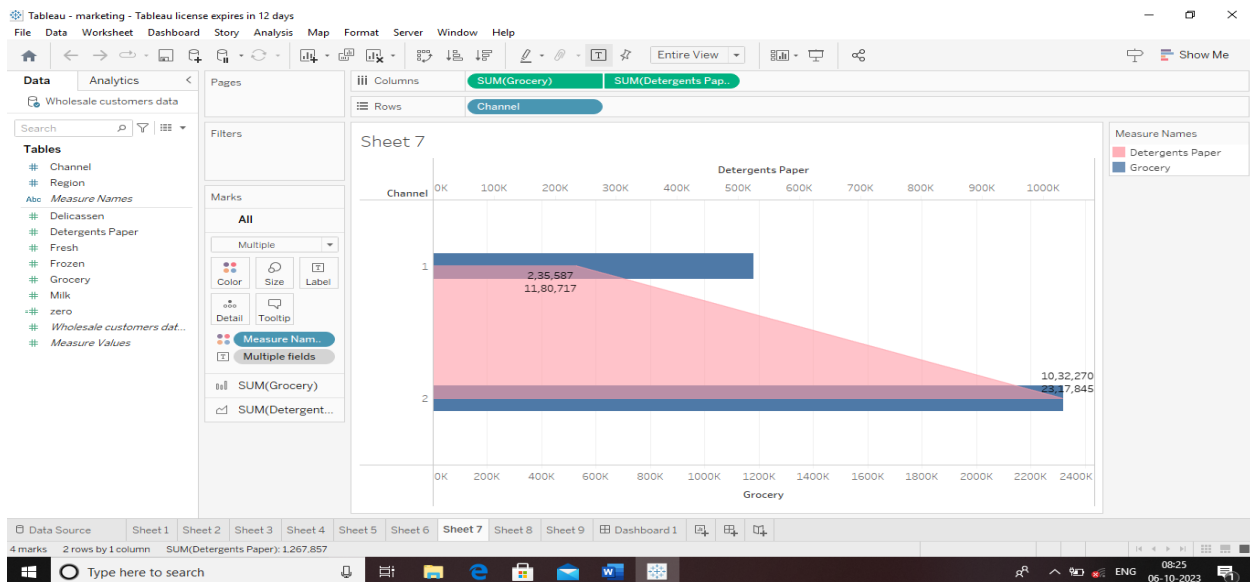 Tableau - marketing - Tableau license expires in 12 days
File Data Worksheet Dashboard Story Analysis Map Format Server Window Help
Entire View
Show Me
Data Analytics
Wholesale customers data
Search
Tables
# Channel
# Region
Abc Measure Names
# Delicassen
# Detergents Paper
# Fresh
# Frozen
# Grocery
# Milk
=# zero
# Wholesale customers dat...
# Measure Values
Pages
Filters
Marks
All
Multiple
Color Size Label
Detail Tooltip
Measure Nam..
Multiple fields
SUM(Grocery)
SUM(Detergent...
Columns SUM(Grocery) SUM(Detergents Pap..
Rows Channel
Sheet 7
Detergents Paper
Channel 0K 100K 200K 300K 400K 500K 600K 700K 800K 900K 1000K
1
2,35,587
11,80,717
10,32,270
23,17,845
2
0K 200K 400K 600K 800K 1000K 1200K 1400K 1600K 1800K 2000K 2200K 2400K
Grocery
Measure Names
Detergents Paper
Grocery
Data Source Sheet 1 Sheet 2 Sheet 3 Sheet 4 Sheet 5 Sheet 6 Sheet 7 Sheet 8 Sheet 9 Dashboard 1
4 marks 2 rows by 1 column SUM(Detergents Paper): 1,267,857
Type here to search
ENG
08:25
06-10-2023